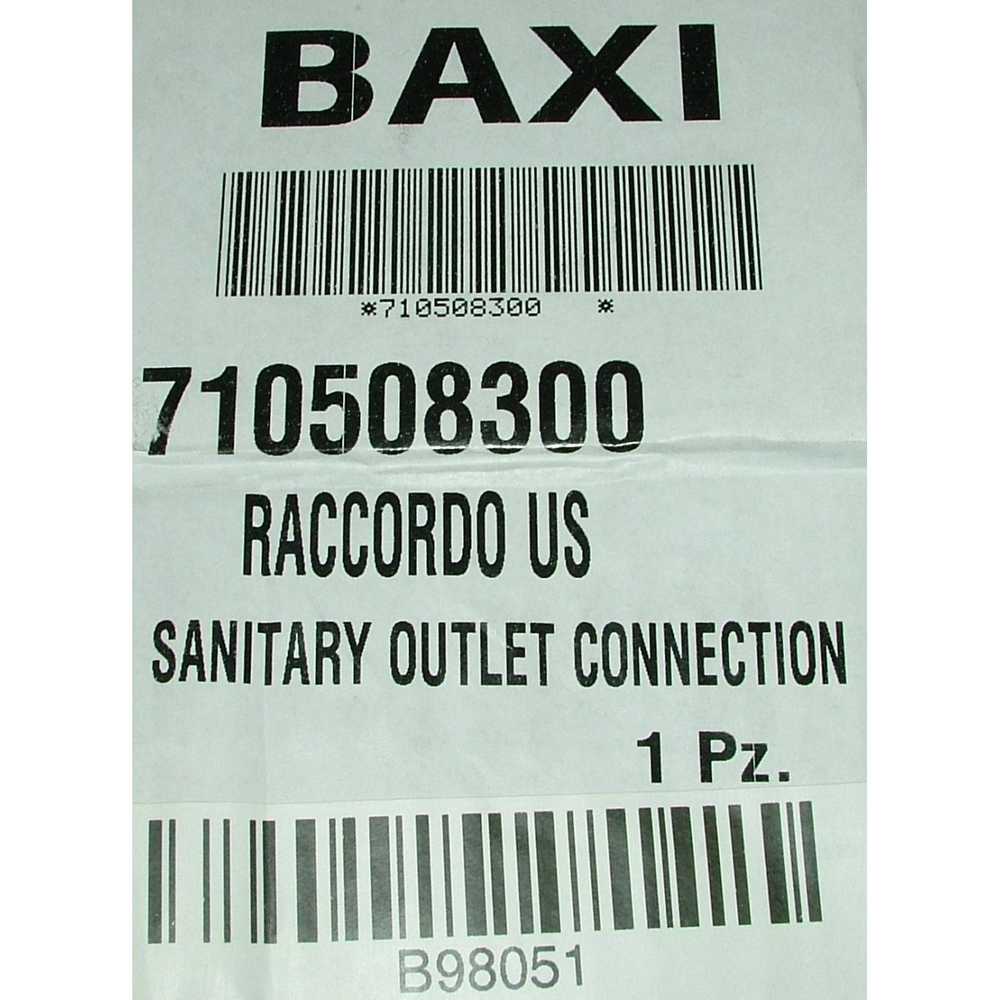 BAXI
*710508300 *
710508300
RACCORDO US
SANITARY OUTLET CONNECTION
1 Pz.
B98051